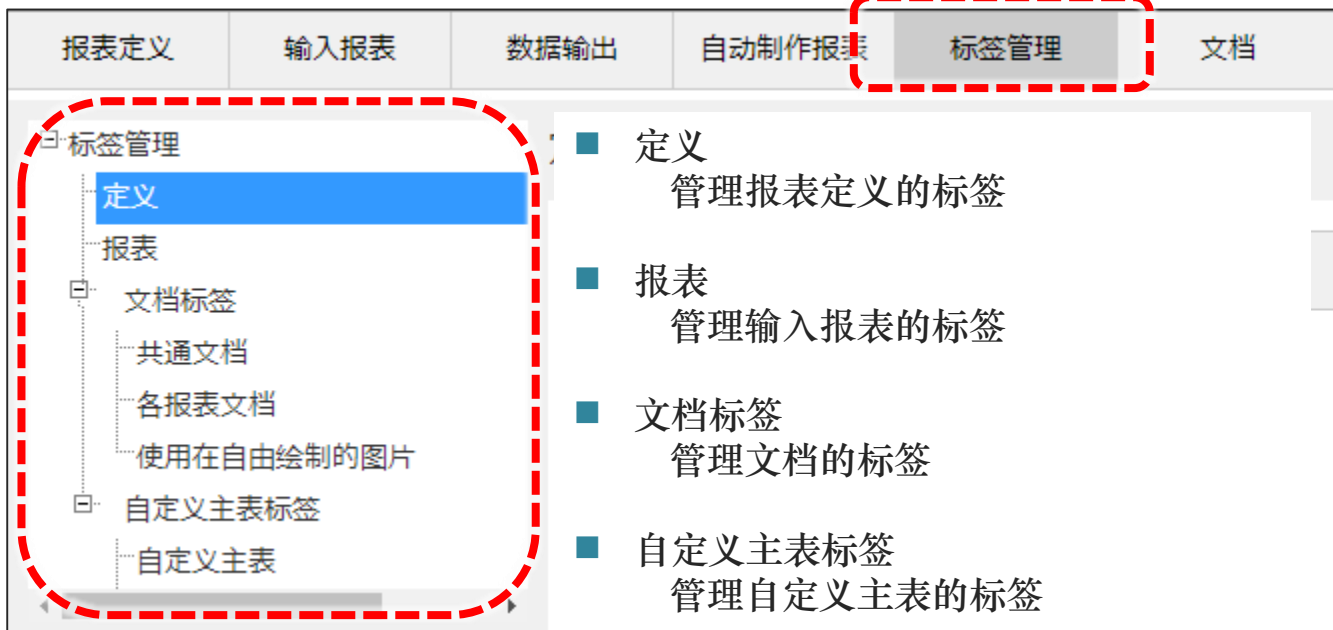 报表定义 输入报表 数据输出 自动制作报表 标签管理 文档
标签管理
定义
报表
文档标签
共通文档
各报表文档
使用在自由绘制的图片
自定义主表标签
自定义主表
■ 定义
管理报表定义的标签
■ 报表
管理输入报表的标签
■ 文档标签
管理文档的标签
■ 自定义主表标签
管理自定义主表的标签